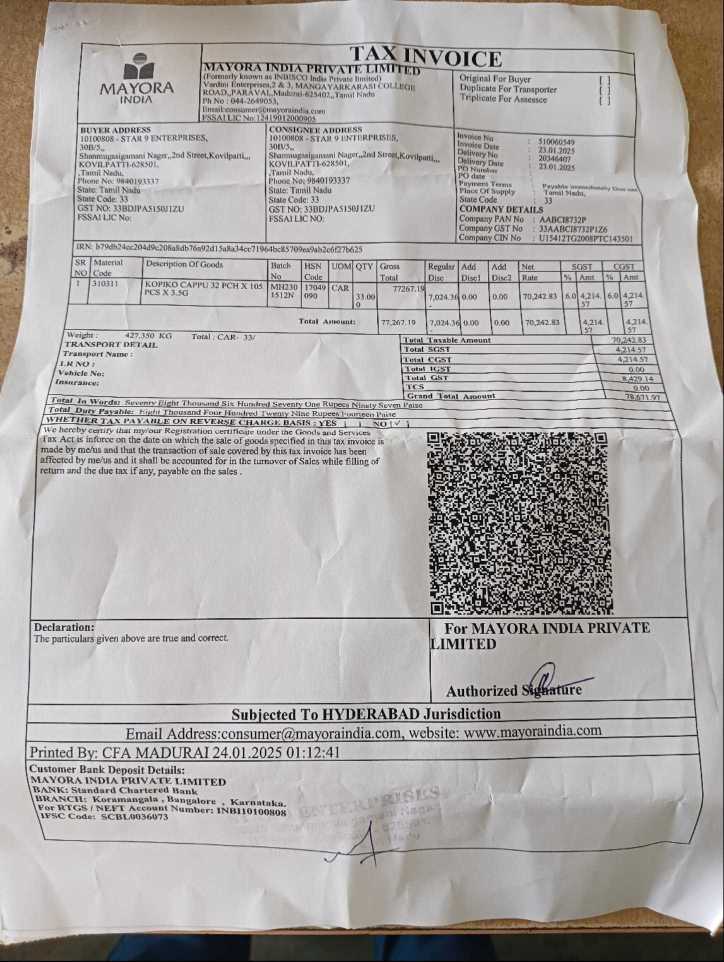 TAX INVOICE
MAYORA
INDIA
MAYORA INDIA PRIVATE LIMITED
(Formerly known as INBISCO India Private limited)
Vardini Enterprises,2 & 3, MANGAYARKARASI COLLEGE
ROAD,,PARAVAI,,Madurai-625402,,Tamil Nadu
Ph No : 044-2649053,
Email:consumer@mayoraindia.com
FSSAI LIC No:12419012000905
Original For Buyer [ ]
Duplicate For Transporter [ ]
Triplicate For Assessee [ ]
BUYER ADDRESS
10100808 - STAR 9 ENTERPRISES,
30B/5,,
Shanmugasigamani Nagar,,2nd Street,Kovilpatti,,,
KOVILPATTI-628501,
,Tamil Nadu,
Phone No: 9840193337
State: Tamil Nadu
State Code: 33
GST NO: 33BDJPA5150J1ZU
FSSAI LIC No:
CONSIGNEE ADDRESS
10100808 - STAR 9 ENTERPRISES,
30B/5,,
Shanmugasigamani Nagar,,2nd Street,Kovilpatti,,,
KOVILPATTI-628501,
,Tamil Nadu,
Phone No: 9840193337
State: Tamil Nadu
State Code: 33
GST NO: 33BDJPA5150J1ZU
FSSAI LIC No:
Invoice No : 510060549
Invoice Date : 23.01.2025
Delivery No : 20346407
Delivery Date : 23.01.2025
PO Number
PO date :
Payment Terms Payable immediately Due net
Place Of Supply : Tamil Nadu,
State Code : 33
COMPANY DETAILS
Company PAN No : AABCI8732P
Company GST No : 33AABCI8732P1Z6
Company CIN No : U15412TG2008PTC143501
IRN: b79db24ec204d9c208a8db76a92d15a8a34ce71964bc85709ea9ab2c6f27b625
SR NO Material Code Description Of Goods Batch No HSN Code UOM QTY Gross Total Regular Disc Add Disc1 Add Disc2 Net Rate SGST % Amt CGST % Amt
1 310311 KOPIKO CAPPU 32 PCH X 105 PCS X 3.5G MH230 1512N 17049 090 CAR 33.00 0 77267.19 7,024.36 0.00 0.00 70,242.83 6.0 4,214.57 6.0 4,214.57
Total Amount: 77,267.19 7,024.36 0.00 0.00 70,242.83 4,214.57 4,214.57
Weight : 427.350 KG Total : CAR- 33/
TRANSPORT DETAIL
Transport Name :
LR NO :
Vehicle No:
Insurance:
Total Taxable Amount 70,242.83
Total SGST 4,214.57
Total CGST 4,214.57
Total IGST 0.00
Total GST 8,429.14
TCS 0.00
Grand Total Amount 78,671.97
Total In Words: Seventy Eight Thousand Six Hundred Seventy One Rupees Ninety Seven Paise
Total Duty Payable: Eight Thousand Four Hundred Twenty Nine Rupees Fourteen Paise
WHETHER TAX PAYABLE ON REVERSE CHARGE BASIS : YES [ ] NO [✓]
We hereby certify that my/our Registration certificate under the Goods and Services
Tax Act is inforce on the date on which the sale of goods specified in this tax invoice is
made by me/us and that the transaction of sale covered by this tax invoice has been
affected by me/us and it shall be accounted for in the turnover of Sales while filling of
return and the due tax if any, payable on the sales .
Declaration:
The particulars given above are true and correct.
For MAYORA INDIA PRIVATE
LIMITED
Authorized Signature
Subjected To HYDERABAD Jurisdiction
Email Address:consumer@mayoraindia.com, website: www.mayoraindia.com
Printed By: CFA MADURAI 24.01.2025 01:12:41
Customer Bank Deposit Details:
MAYORA INDIA PRIVATE LIMITED
BANK: Standard Chartered Bank
BRANCH: Koramangala , Bangalore , Karnataka.
For RTGS / NEFT Account Number: INBI10100808
IFSC Code: SCBL0036073
ENTERPRISES